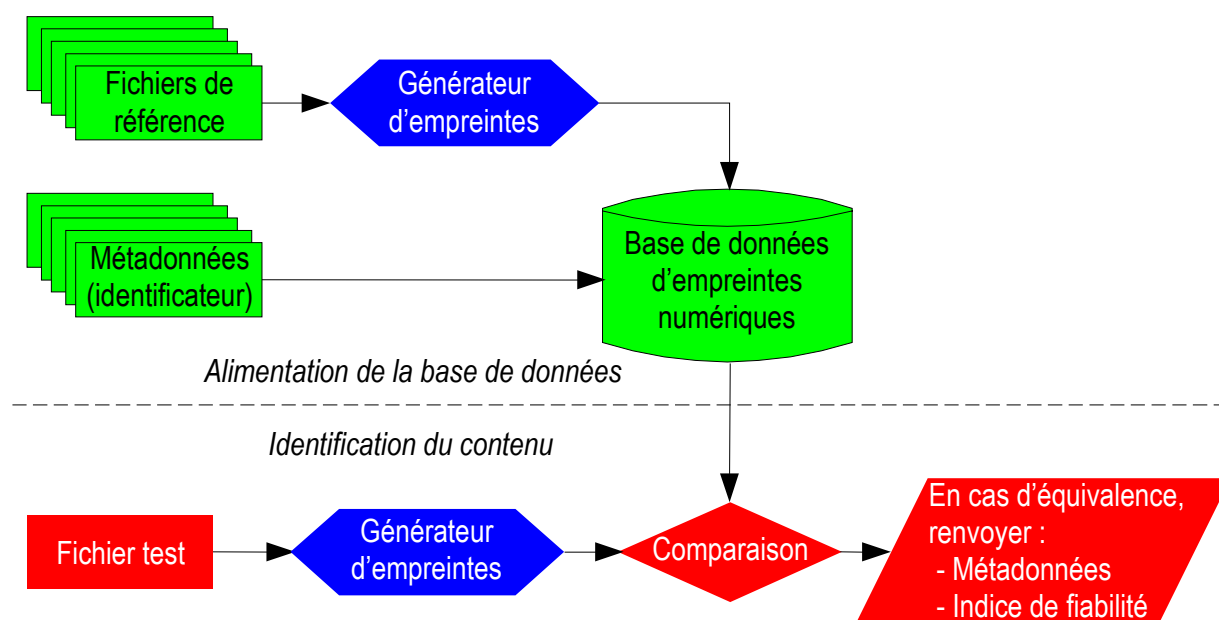 Fichiers de
référence
Générateur
d’empreintes
Métadonnées
(identificateur)
Base de données
d’empreintes
numériques
Alimentation de la base de données
Identification du contenu
Fichier test
Générateur
d’empreintes
Comparaison
En cas d’équivalence,
renvoyer :
- Métadonnées
- Indice de fiabilité